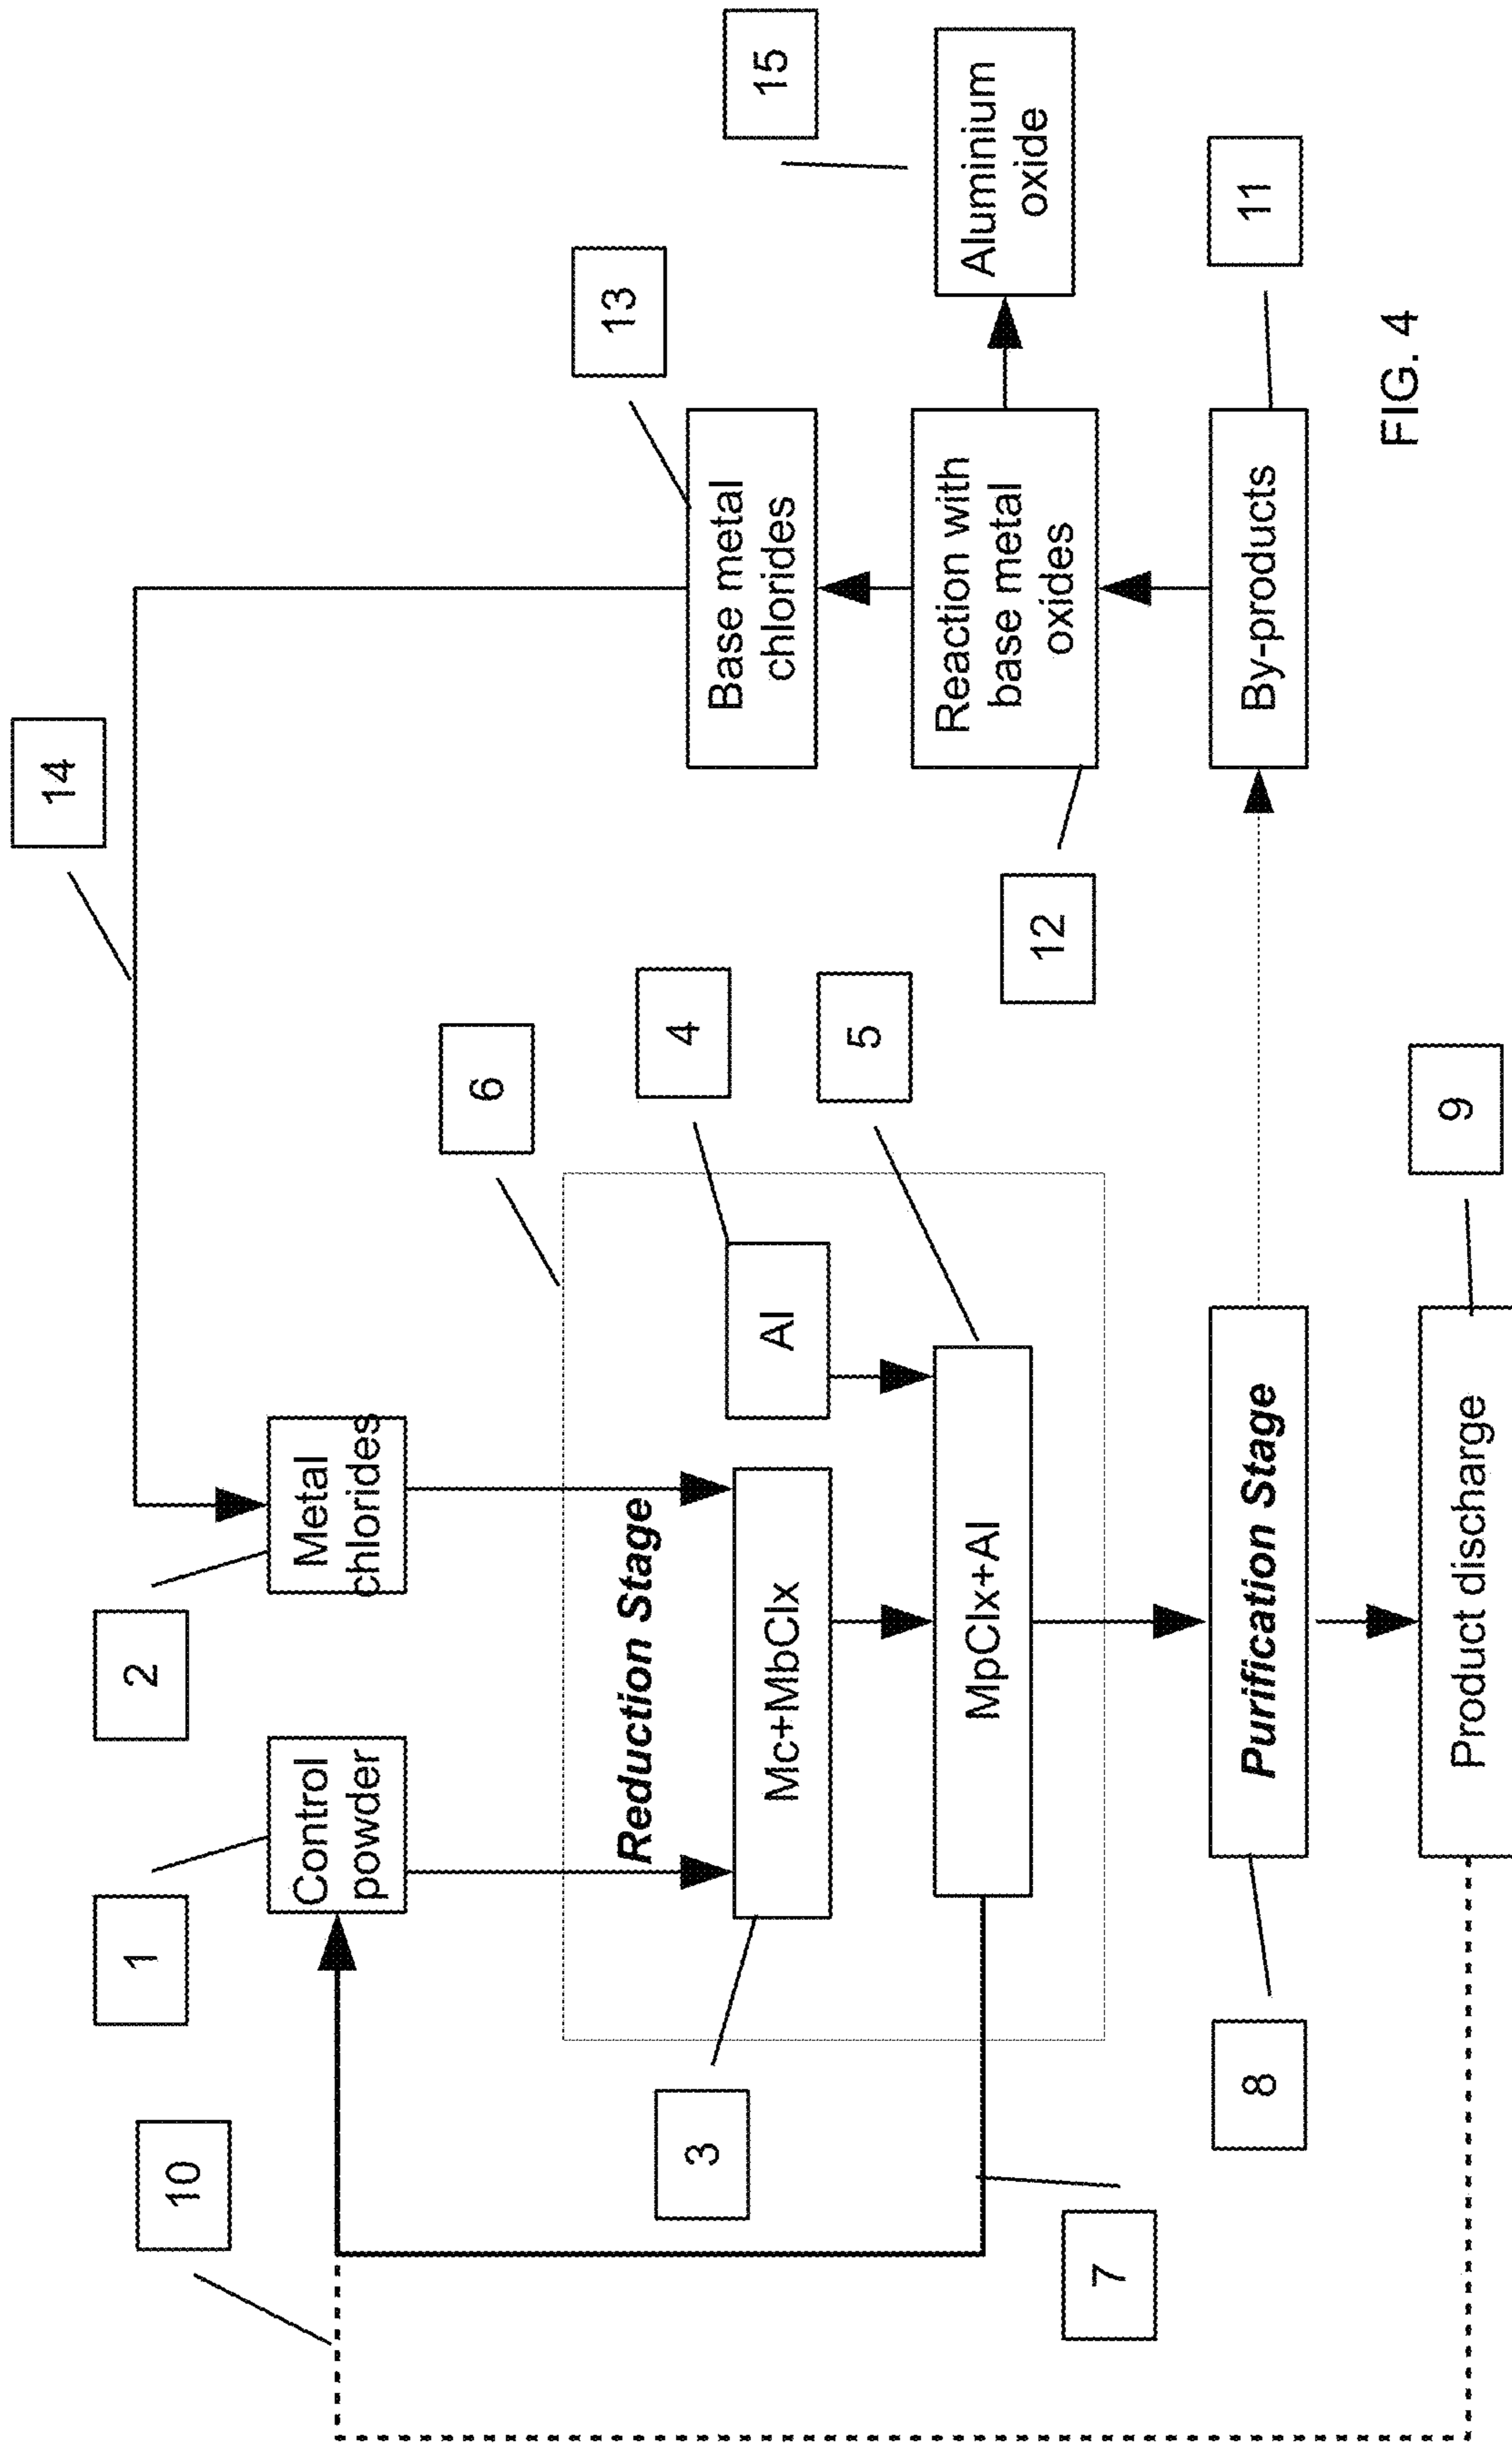 14
10
1
2
Control
powder
Metal
chlorides
6
13
15
Reduction Stage
3
Mc+MbClx
Al
4
Base metal
chlorides
MpClx+Al
5
12
Reaction with
base metal
oxides
Aluminium
oxide
7
8
Purification Stage
By-products
11
Product discharge
9
FIG. 4